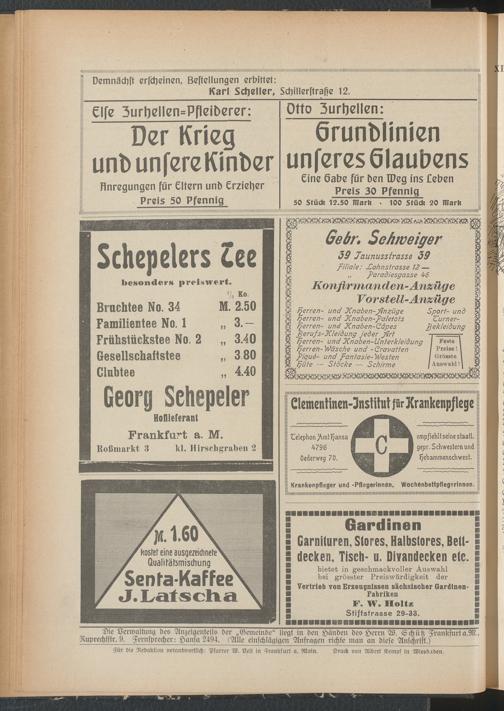 Demnächst erscheinen, Bestellungen erbittet:
Karl Scheller, Schillerstraße 12.
Else Zurhellen=Pfleiderer:
Der Krieg
und unsere Kinder
Anregungen für Eltern und Erzieher
Preis 50 Pfennig
Otto Zurhellen:
Grundlinien
unseres Glaubens
Eine Gabe für den Weg ins Leben
Preis 30 Pfennig
50 Stück 12.50 Mark · 100 Stück 20 Mark
Schepelers Tee
besonders preiswert.
½ Ko.
Bruchtee No. 34 M. 2.50
Familientee No. 1 „ 3.—
Frühstückstee No. 2 „ 3.40
Gesellschaftstee „ 3.80
Clubtee „ 4.40
Georg Schepeler
Hoflieferant
Frankfurt a. M.
Roßmarkt 3 kl. Hirschgraben 2
Gebr. Schweiger
39 Taunusstrasse 39
Filiale: Lahnstrasse 12 —
„ Paradiesgasse 46
Konfirmanden-Anzüge
Vorstell-Anzüge
Herren- und Knaben-Anzüge
Herren- und Knaben-Paletots
Herren- und Knaben-Capes
Berufs-Kleidung jeder Art
Herren- und Knaben-Unterkleidung
Herren-Wäsche und -Cravatten
Piqué- und Fantasie-Westen
Hüte — Stöcke — Schirme
Sport- und
Turner-
Bekleidung
Feste
Preise!
Grösste
Auswahl!
Clementinen-Institut für Krankenpflege
Telephon Amt Hansa
4796
Oederweg 70.
C
empfiehlt seine staatl.
gepr. Schwestern und
Hebammenschwest.
Krankenpfleger und -Pflegerinnen, Wochenbettpflegerinnen.
M. 1.60
kostet eine ausgezeichnete
Qualitätsmischung
Senta-Kaffee
J. Latscha
Gardinen
Garnituren, Stores, Halbstores, Bett-
decken, Tisch- u. Divandecken etc.
bietet in geschmackvoller Auswahl
bei grösster Preiswürdigkeit der
Vertrieb von Erzeugnissen sächsischer Gardinen-
Fabriken
F. W. Holtz
Stiftstrasse 29-33.
Die Verwaltung des Anzeigenteils der „Gemeinde“ liegt in den Händen des Herrn W. Schütz Frankfurt a. M.,
Ruprechtstr. 9. Fernsprecher: Hansa 2494. (Alle einschlägigen Anfragen richte man an diese Anschrift.)
Für die Redaktion verantwortlich: Pfarrer W. Veit in Frankfurt a. Main. Druck von Albert Kempf in Wiesbaden.